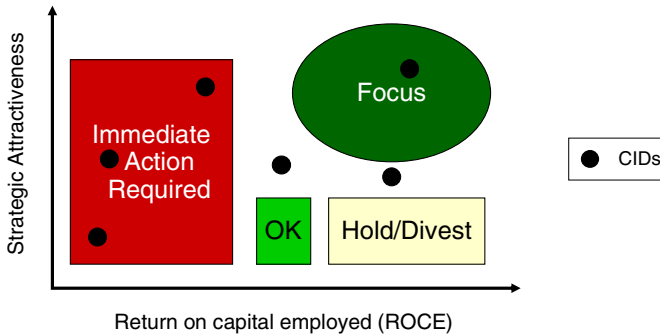 Strategic Attractiveness
Focus
Immediate
Action
Required
CIDs
OK
Hold/Divest
Return on capital employed (ROCE)